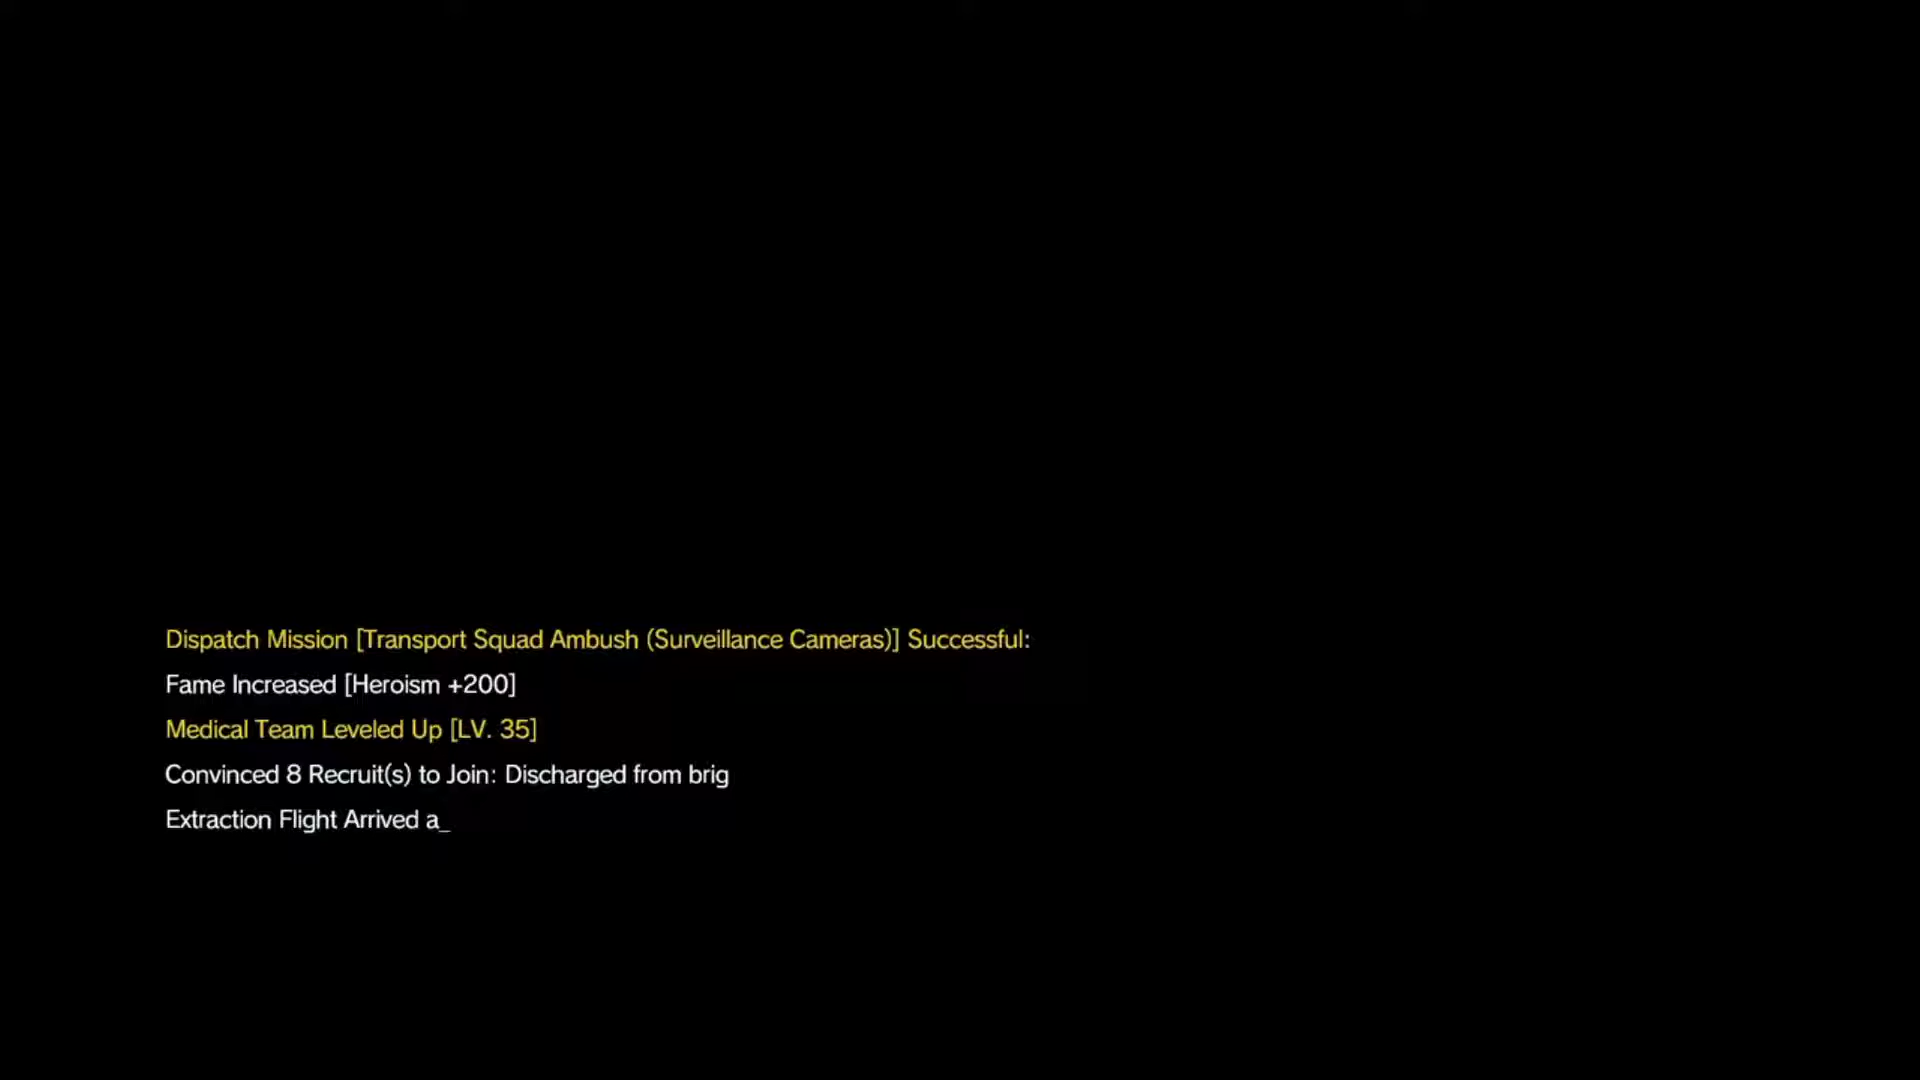 Dispatch Mission [Transport Squad Ambush (Surveillance Cameras)] Successful:
Fame Increased [Heroism +200]
Medical Team Leveled Up [LV. 35]
Convinced 8 Recruit(s) to Join: Discharged from brig
Extraction Flight Arrived a_